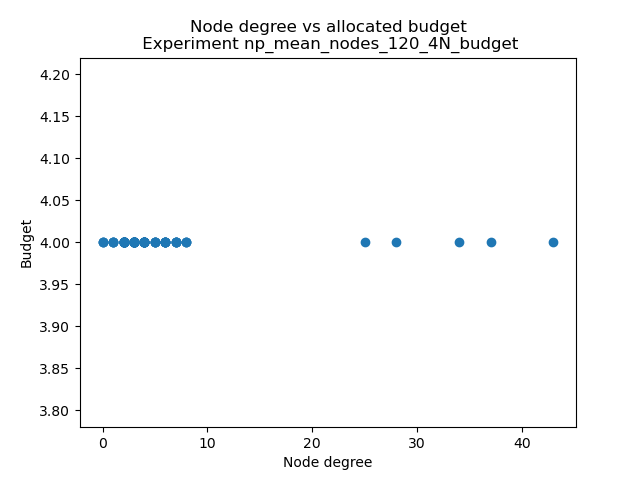 Node degree vs allocated budget
Experiment np_mean_nodes_120_4N_budget
4.20
4.15
4.10
4.05
4.00
3.95
3.90
3.85
3.80
Budget
0 10 20 30 40
Node degree